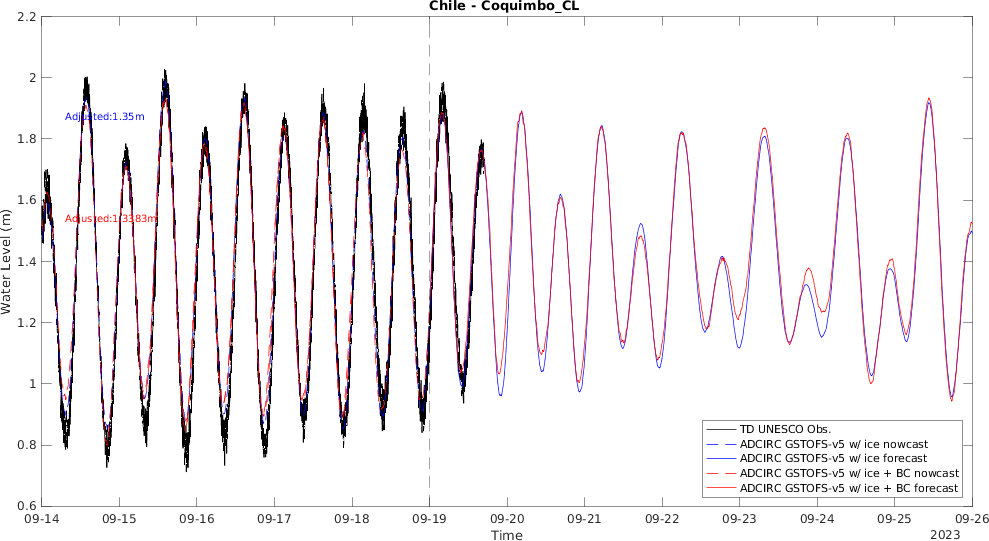 Chile - Coquimbo_CL
2.2
2
1.8
1.6
1.4
1.2
1
0.8
0.6
Water Level (m)
Adjusted:1.35m
Adjusted:1.3383m
TD UNESCO Obs.
ADCIRC GSTOFS-v5 w/ ice nowcast
ADCIRC GSTOFS-v5 w/ ice forecast
ADCIRC GSTOFS-v5 w/ ice + BC nowcast
ADCIRC GSTOFS-v5 w/ ice + BC forecast
09-14 09-15 09-16 09-17 09-18 09-19 09-20 09-21 09-22 09-23 09-24 09-25 09-26
Time
2023